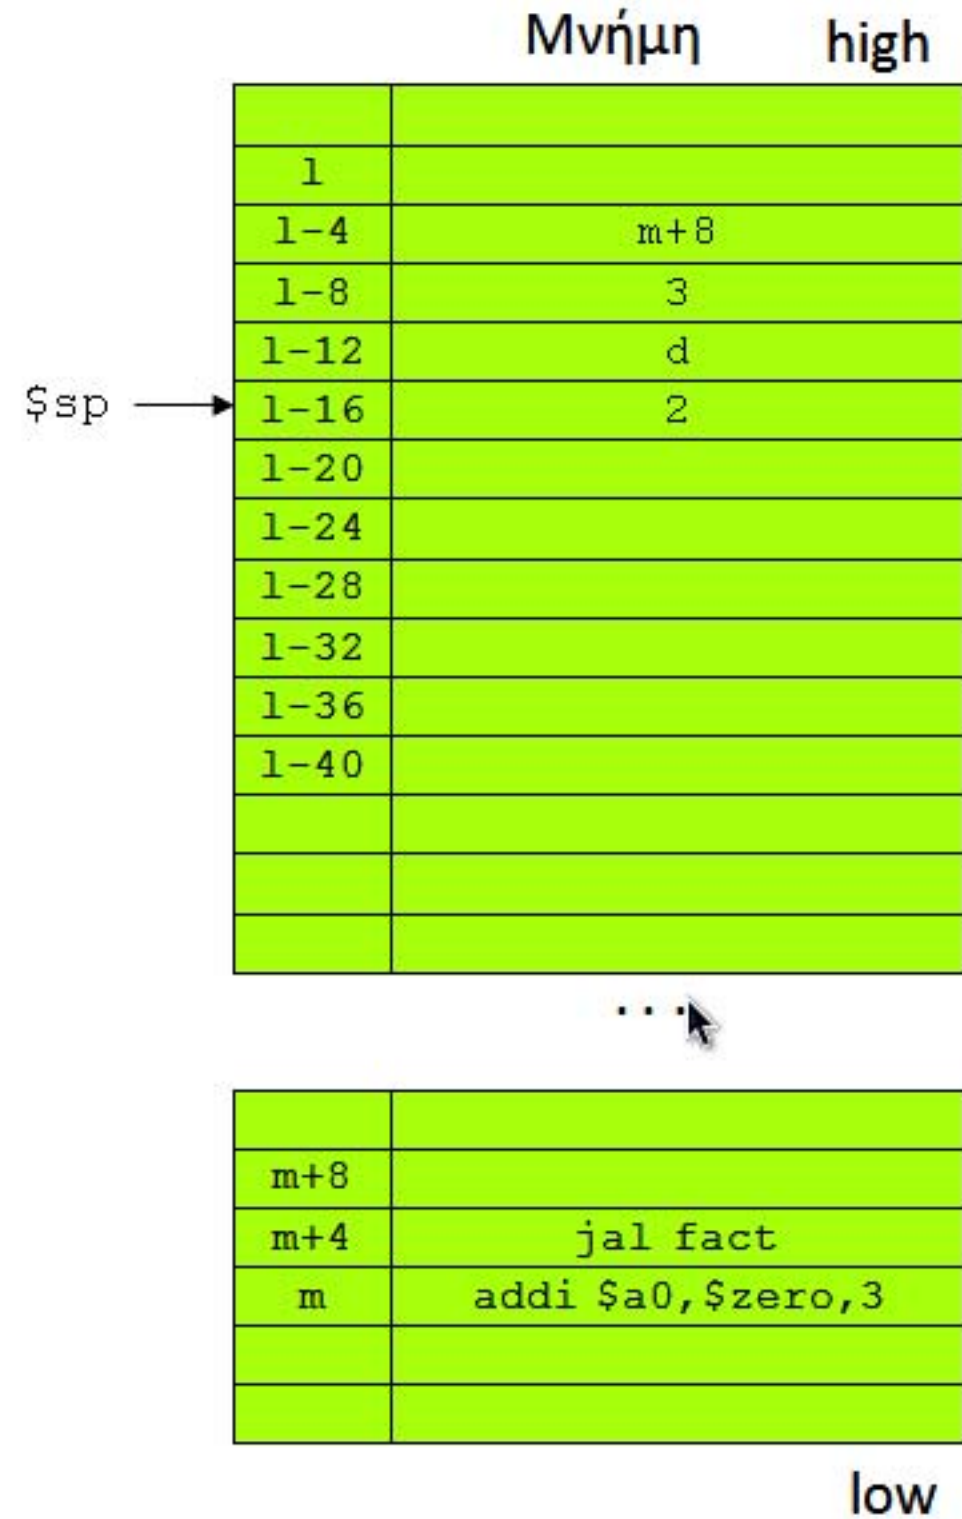 Μνήμη high
l
l-4 m+8
l-8 3
l-12 d
$sp l-16 2
l-20
l-24
l-28
l-32
l-36
l-40
...
m+8
m+4 jal fact
m addi $a0,$zero,3
low